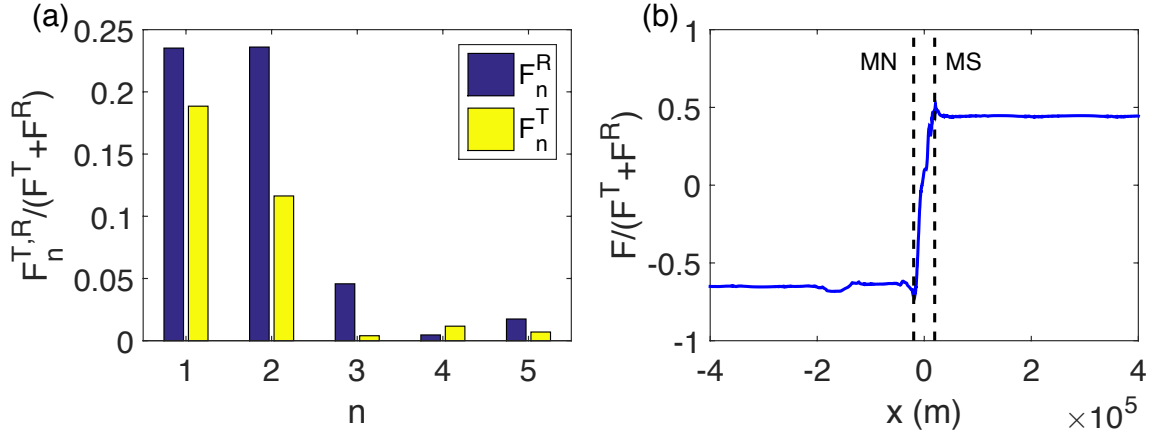 (a)
0.25
0.2
0.15
0.1
0.05
0
F_n^{T,R}/(F^T+F^R)
F_n^R
F_n^T
1 2 3 4 5
n
(b)
1
0.5
0
-0.5
-1
F/(F^T+F^R)
MN
MS
-4 -2 0 2 4
x (m)
×10^5